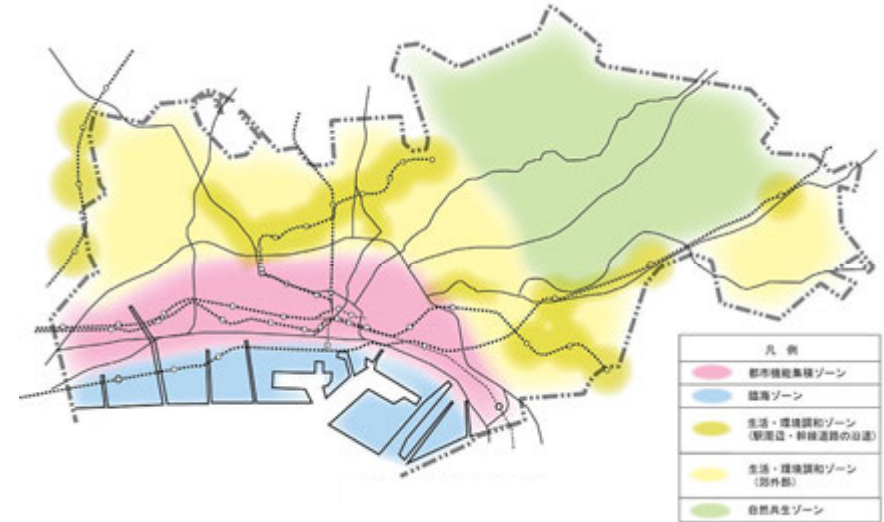 凡 例
都市機能集積ゾーン
臨海ゾーン
生活・環境調和ゾーン
(駅周辺・幹線道路の沿道)
生活・環境調和ゾーン
(郊外部)
自然共生ゾーン